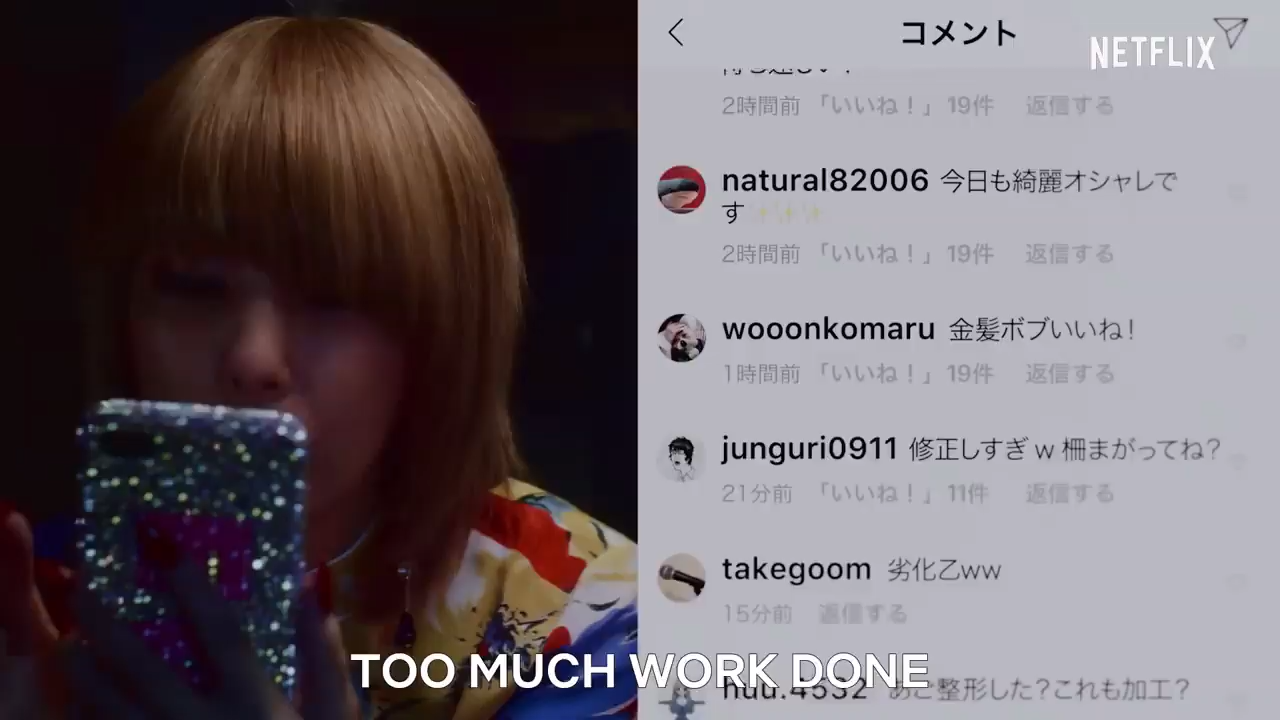 コメント
NETFLIX
2時間前 「いいね！」19件 返信する
natural82006 今日も綺麗オシャレで
す✨✨✨
2時間前 「いいね！」19件 返信する
wooonkomaru 金髪ボブいいね！
1時間前 「いいね！」19件 返信する
junguri0911 修正しすぎｗ柵まがってね？
21分前 「いいね！」11件 返信する
takegoom 劣化乙ww
15分前 返信する
TOO MUCH WORK DONE
nuu.4532 あご整形した？これも加工？